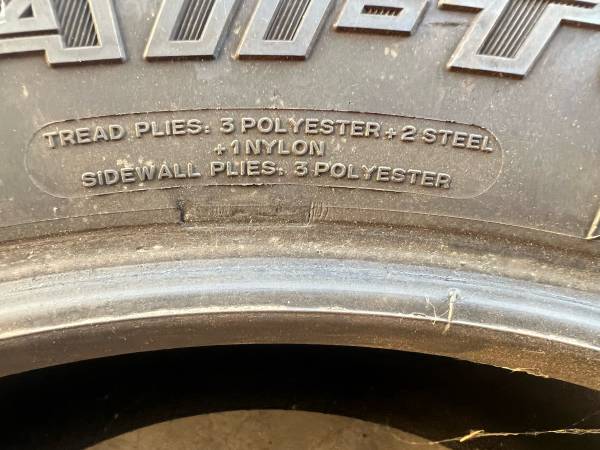 TREAD PLIES: 3 POLYESTER + 2 STEEL
+ 1 NYLON
SIDEWALL PLIES: 3 POLYESTER